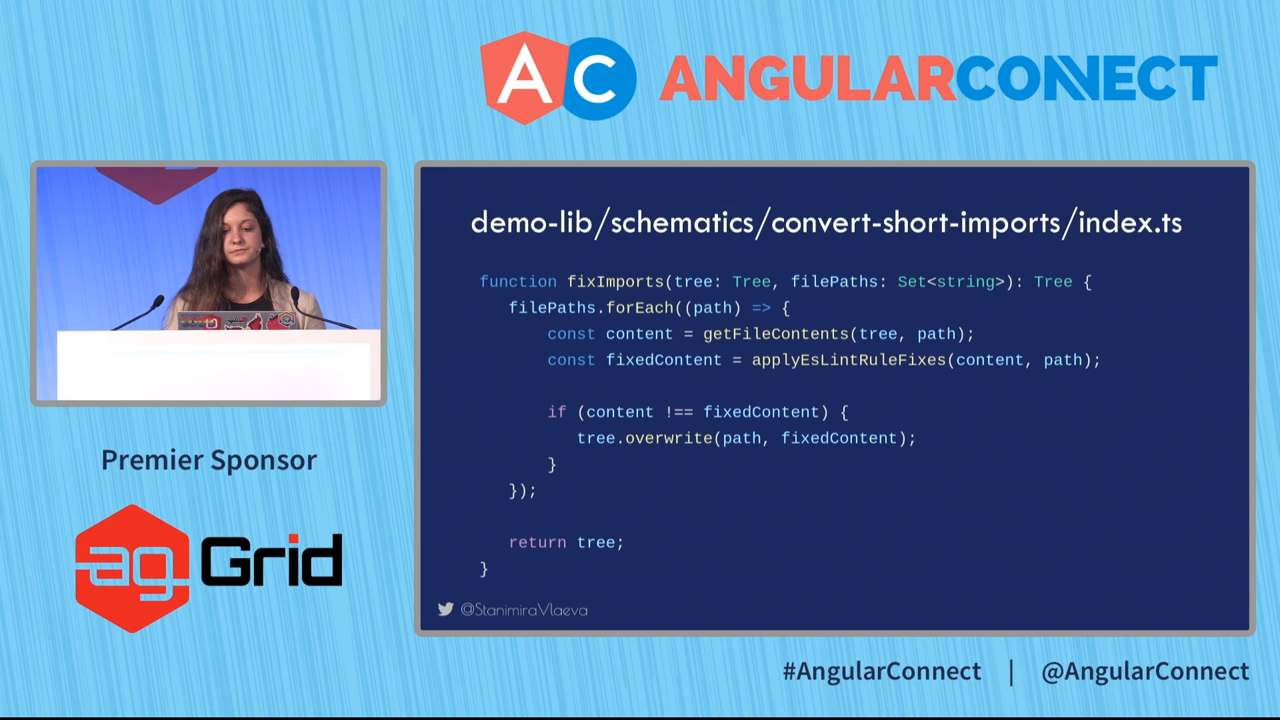 AC ANGULARCONNECT
demo-lib/schematics/convert-short-imports/index.ts
function fixImports(tree: Tree, filePaths: Set<string>): Tree {
filePaths.forEach((path) => {
const content = getFileContents(tree, path);
const fixedContent = applyEsLintRuleFixes(content, path);
if (content !== fixedContent) {
tree.overwrite(path, fixedContent);
}
});
return tree;
}
@StanimiraVlaeva
Premier Sponsor
ag Grid
#AngularConnect | @AngularConnect